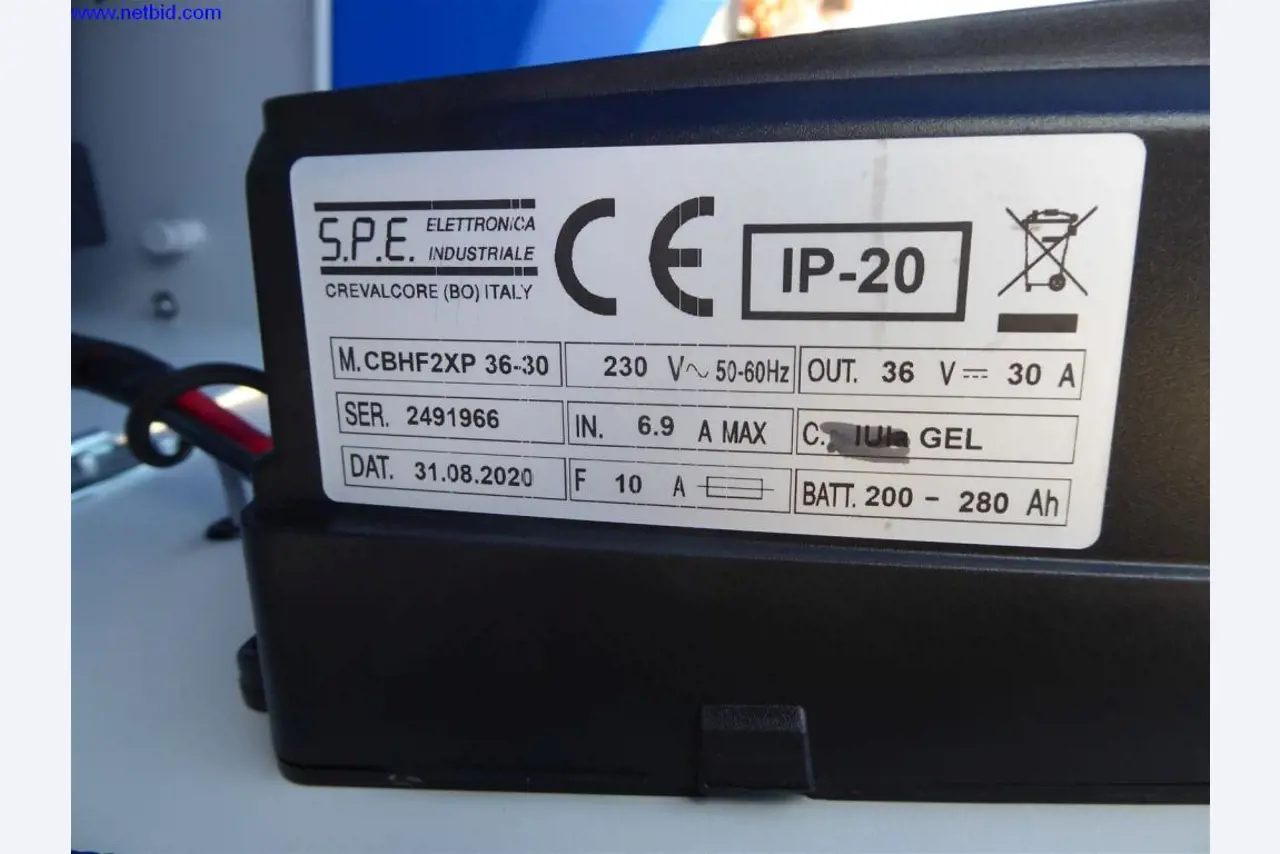 www.netbid.com
S.P.E. ELETTRONICA
INDUSTRIALE
CREVALCORE (BO) ITALY
CE
IP-20
M. CBHF2XP 36-30
230 V~ 50-60Hz
OUT. 36 V⎓ 30 A
SER. 2491966
IN. 6.9 A MAX
C. IUIa GEL
DAT. 31.08.2020
F 10 A
BATT. 200 - 280 Ah